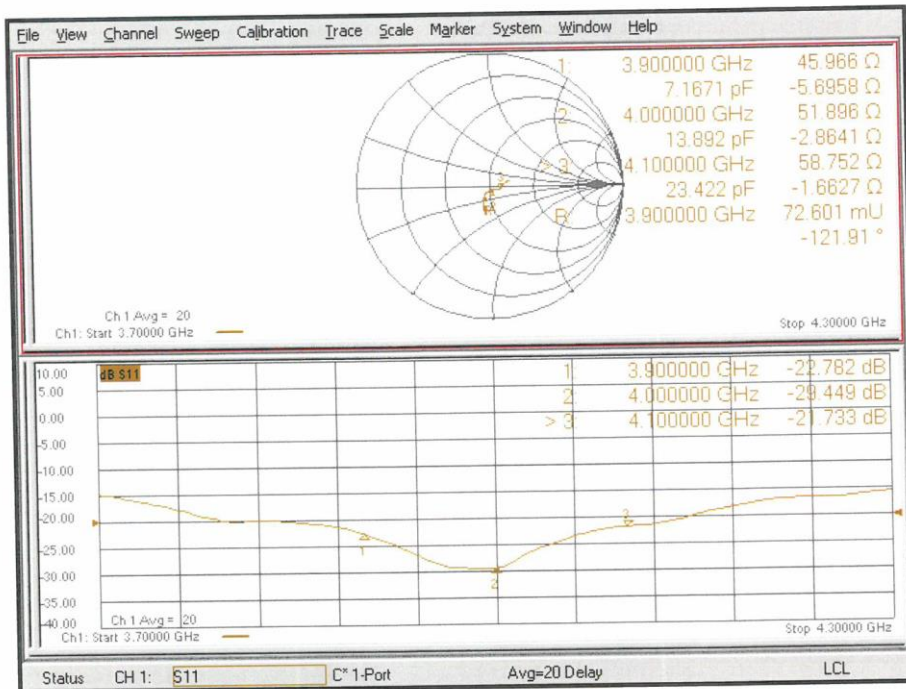 File View Channel Sweep Calibration Trace Scale Marker System Window Help
1: 3.900000 GHz 45.966 Ω
7.1671 pF -5.6958 Ω
2 4.000000 GHz 51.896 Ω
13.892 pF -2.8641 Ω
> 3: 4.100000 GHz 58.752 Ω
23.422 pF -1.6627 Ω
R: 3.900000 GHz 72.601 mU
-121.91 °
3
Ch 1 Avg = 20
Ch1: Start 3.70000 GHz
Stop 4.30000 GHz
10.00
dB S11
5.00
0.00
-5.00
-10.00
-15.00
-20.00
-25.00
-30.00
-35.00
-40.00
1: 3.900000 GHz -22.782 dB
2: 4.000000 GHz -29.449 dB
> 3: 4.100000 GHz -21.733 dB
1
2
3
Ch 1 Avg = 20
Ch1: Start 3.70000 GHz
Stop 4.30000 GHz
Status CH 1: S11 C* 1-Port Avg=20 Delay LCL